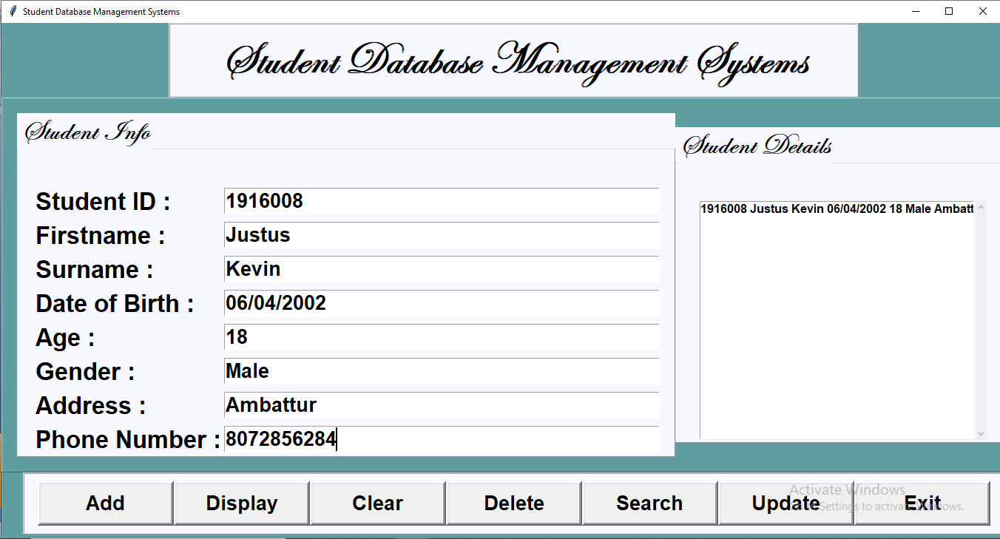 Student Database Management Systems
Student Database Management Systems
Student Info
Student ID : 1916008
Firstname : Justus
Surname : Kevin
Date of Birth : 06/04/2002
Age : 18
Gender : Male
Address : Ambattur
Phone Number : 8072856284
Student Details
1916008 Justus Kevin 06/04/2002 18 Male Ambatt
Add Display Clear Delete Search Update Exit
Activate Windows
Settings to activate Windows.